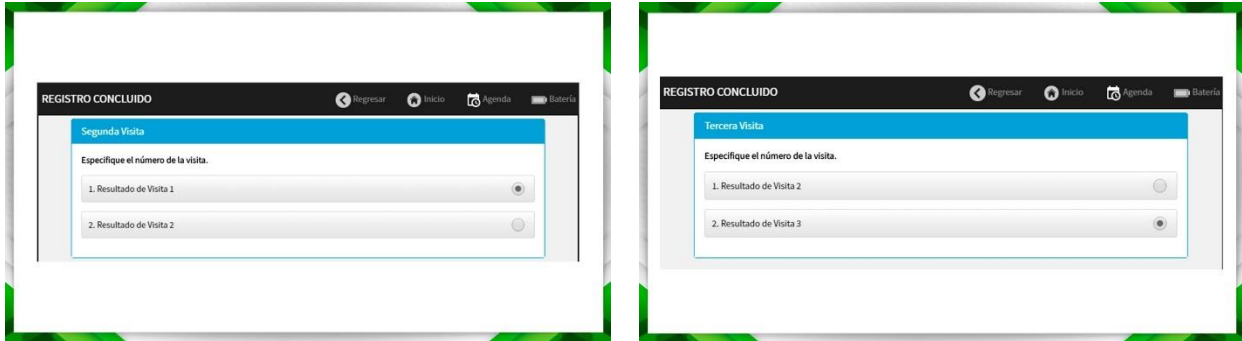 REGISTRO CONCLUIDO Regresar Inicio Agenda Batería
Segunda Visita
Especifique el número de la visita.
1. Resultado de Visita 1
2. Resultado de Visita 2
REGISTRO CONCLUIDO Regresar Inicio Agenda Batería
Tercera Visita
Especifique el número de la visita.
1. Resultado de Visita 2
2. Resultado de Visita 3